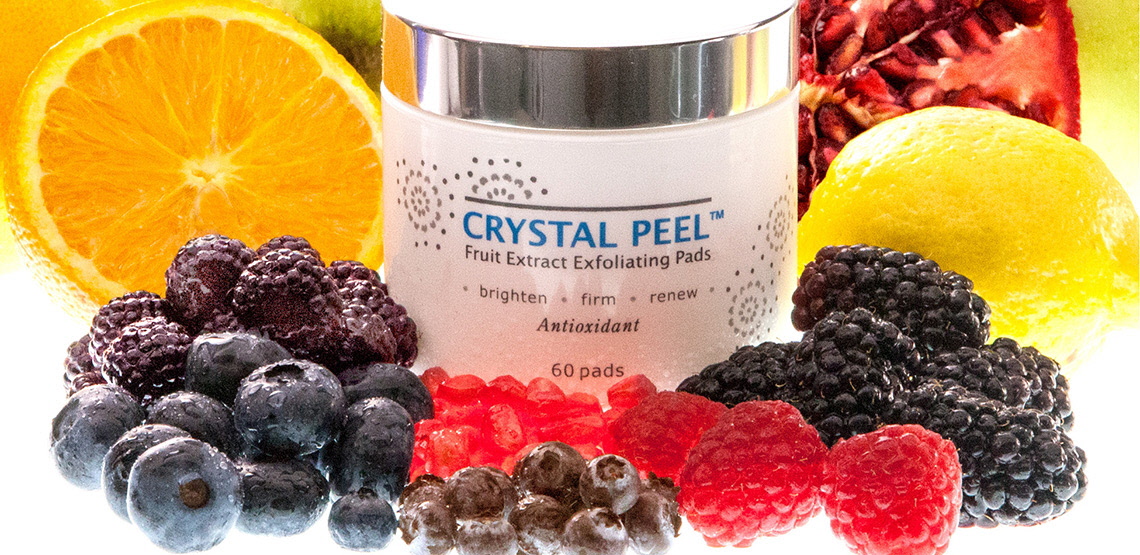 CRYSTAL PEEL™
Fruit Extract Exfoliating Pads
• brighten • firm • renew •
Antioxidant
60 pads